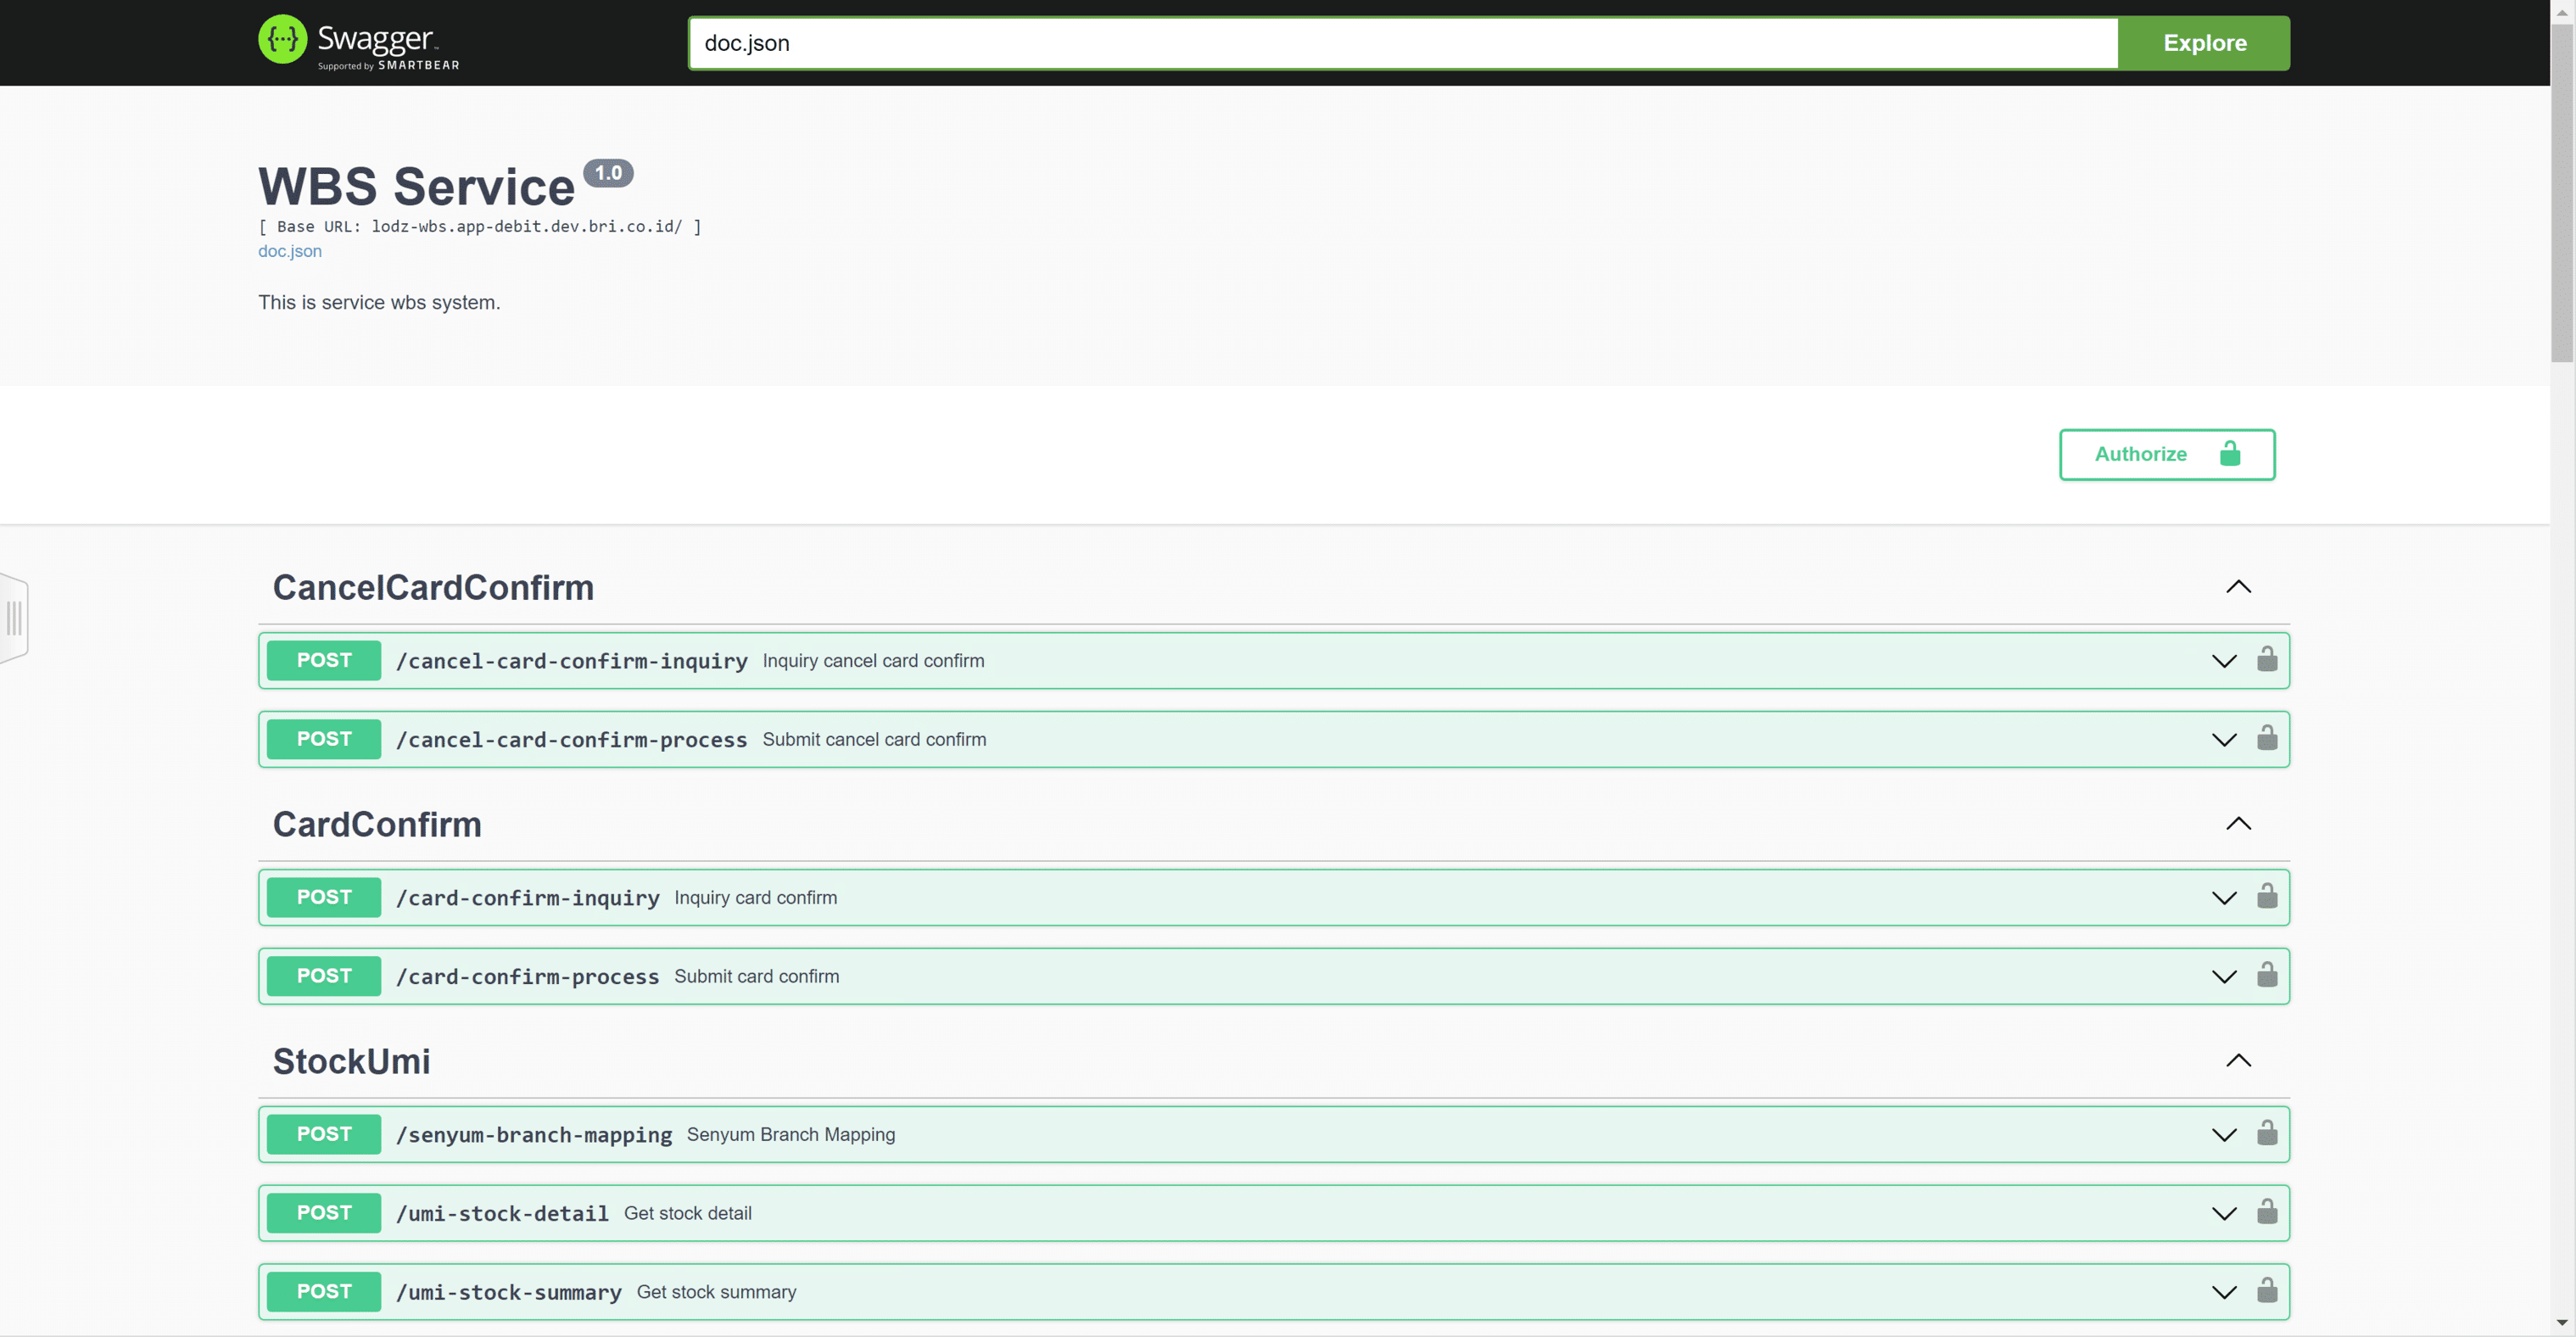 Swagger
Supported by SMARTBEAR
doc.json
Explore
WBS Service 1.0
[ Base URL: lodz-wbs.app-debit.dev.bri.co.id/ ]
doc.json
This is service wbs system.
Authorize
CancelCardConfirm
POST /cancel-card-confirm-inquiry Inquiry cancel card confirm
POST /cancel-card-confirm-process Submit cancel card confirm
CardConfirm
POST /card-confirm-inquiry Inquiry card confirm
POST /card-confirm-process Submit card confirm
StockUmi
POST /senyum-branch-mapping Senyum Branch Mapping
POST /umi-stock-detail Get stock detail
POST /umi-stock-summary Get stock summary